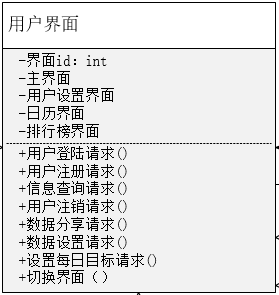 用户界面
-界面id: int
-主界面
-用户设置界面
-日历界面
-排行榜界面
+用户登陆请求()
+用户注册请求()
+信息查询请求()
+用户注销请求()
+数据分享请求()
+数据设置请求()
+设置每日目标请求()
+切换界面（）